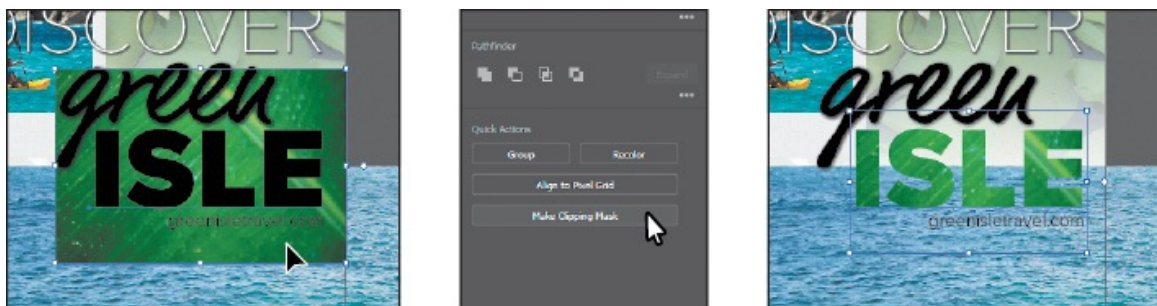 DISCOVER
green
ISLE
greenisletravel.com
Pathfinder
Expand
Quick Actions
Group Recolor
Align to Pixel Grid
Make Clipping Mask
DISCOVER
green
ISLE
greenisletravel.com